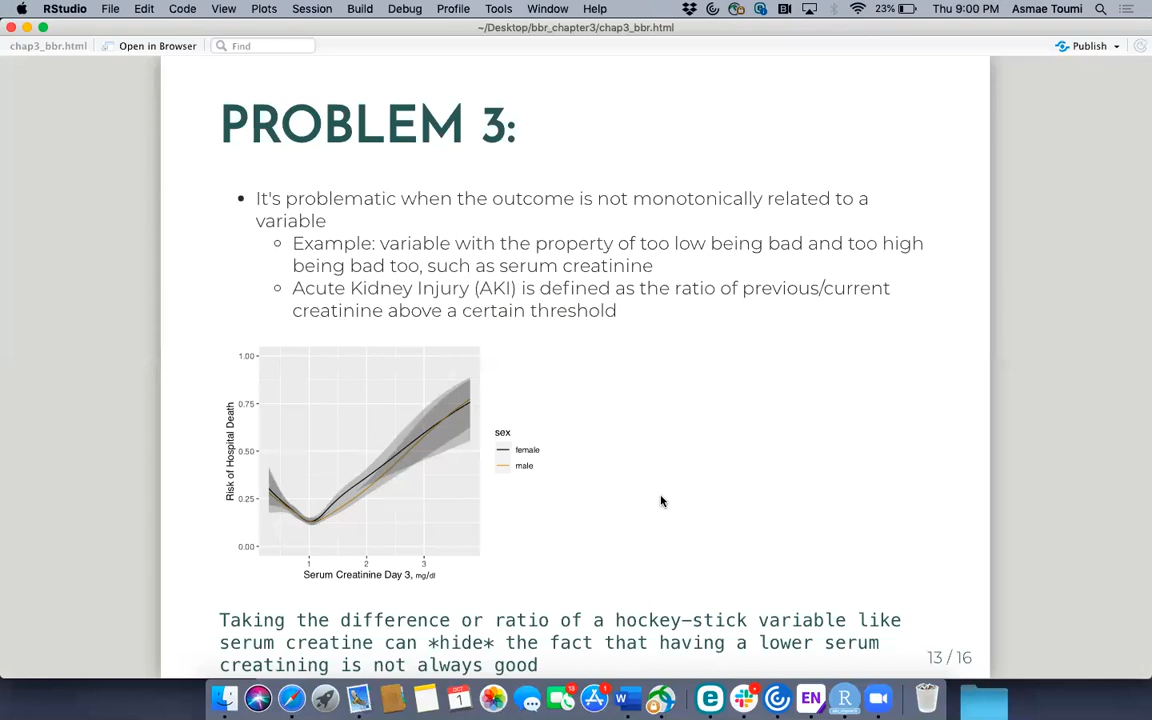 RStudio File Edit Code View Plots Session Build Debug Profile Tools Window Help 23% Thu 9:00 PM Asmae Toumi
~/Desktop/bbr_chapter3/chap3_bbr.html
chap3_bbr.html Open in Browser Find Publish
PROBLEM 3:
• It's problematic when the outcome is not monotonically related to a
variable
◦ Example: variable with the property of too low being bad and too high
being bad too, such as serum creatinine
◦ Acute Kidney Injury (AKI) is defined as the ratio of previous/current
creatinine above a certain threshold
1.00
0.75
0.50
0.25
0.00
Risk of Hospital Death
1 2 3
Serum Creatinine Day 3, mg/dl
sex
female
male
Taking the difference or ratio of a hockey-stick variable like
serum creatine can *hide* the fact that having a lower serum
creatining is not always good
13 / 16
OCT
1
W
EN
R